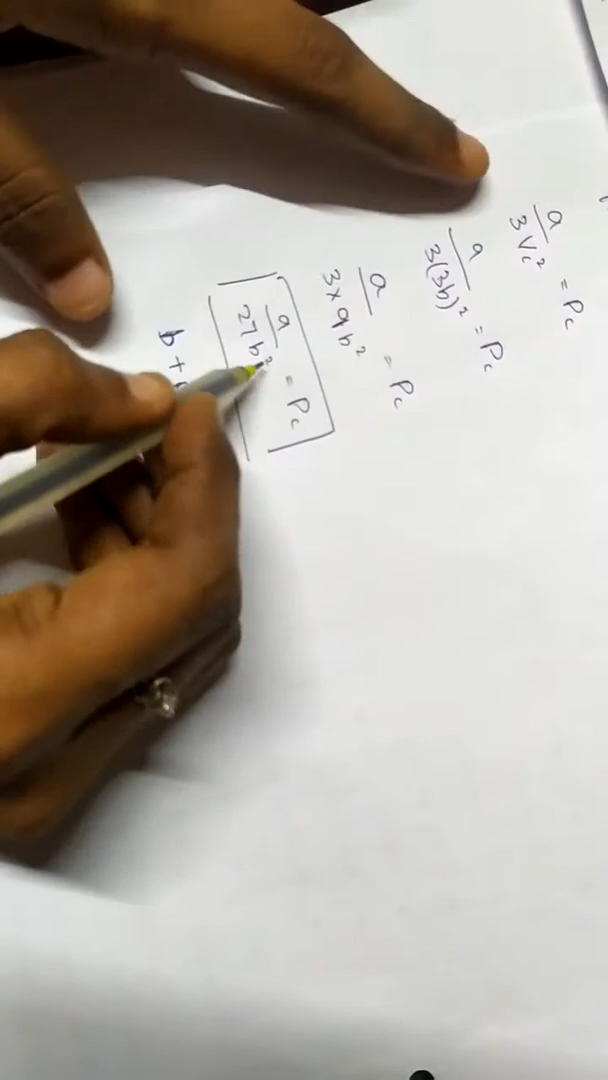 a/3Vc² = Pc
a/3(3b)² = Pc
a/3×9b² = Pc
a/27b² = Pc
b +